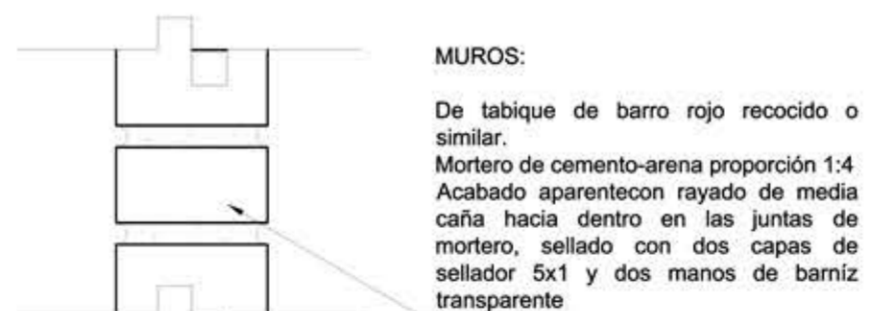 MUROS:
De tabique de barro rojo recocido o
similar.
Mortero de cemento-arena proporción 1:4
Acabado aparentecon rayado de media
caña hacia dentro en las juntas de
mortero, sellado con dos capas de
sellador 5x1 y dos manos de barníz
transparente